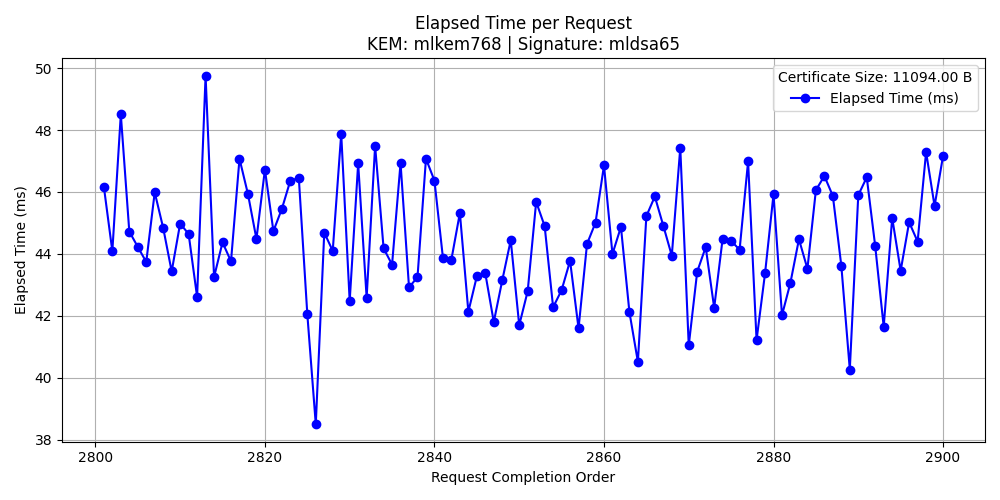 Elapsed Time per Request
KEM: mlkem768 | Signature: mldsa65
Certificate Size: 11094.00 B
Elapsed Time (ms)
Elapsed Time (ms)
50
48
46
44
42
40
38
2800
2820
2840
2860
2880
2900
Request Completion Order